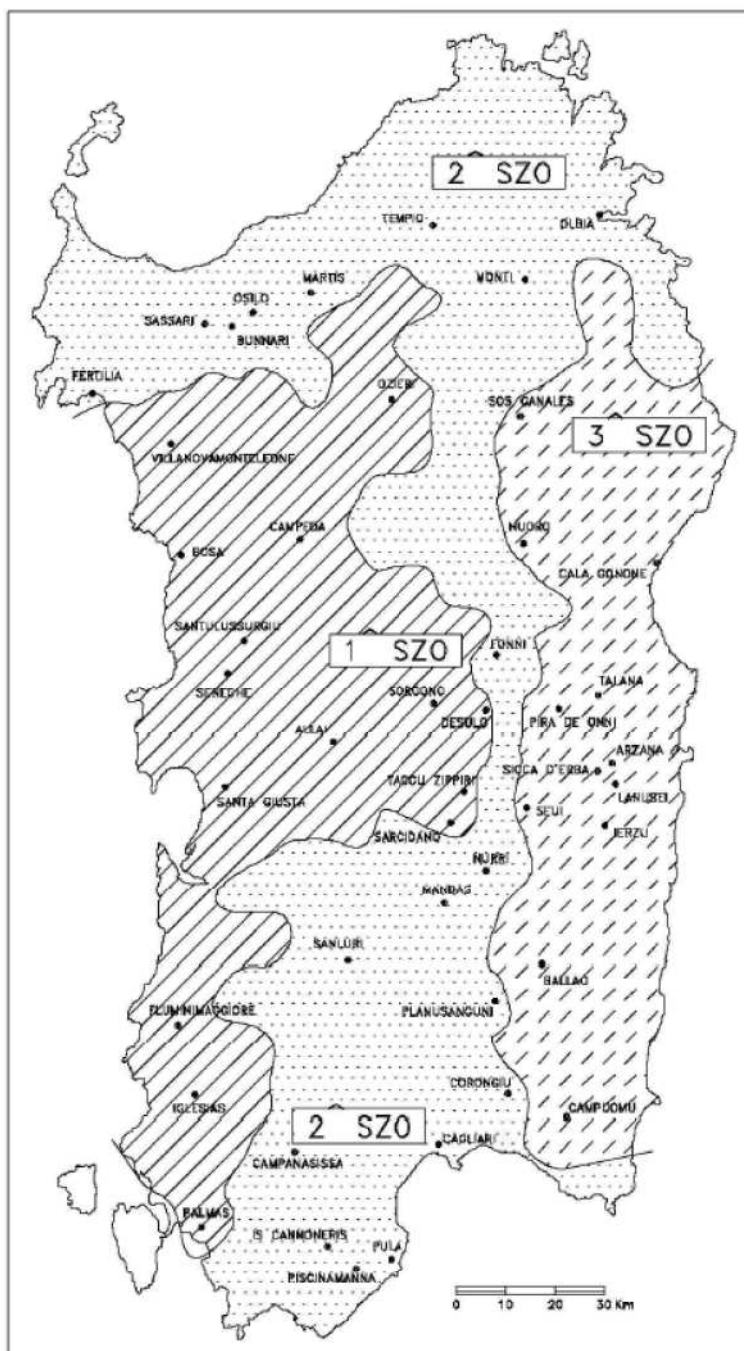 2 SZO
TEMPIO
OLBIA
MARTIS
MONTI
OSILO
SASSARI
BUNNARI
FERTILIA
OZIERI
SOS CANALES
3 SZO
VILLANOVAMONTELEONE
CAMPEDA
NUORO
BOSA
CALA GONONE
SANTULUSSURGIU
1 SZO
FONNI
SENEGHE
TALANA
SORGONO
DESULO
PIRA DE ONNI
ALLAI
ARZANA
SICCA D'ERBA
TACCU ZIPPIRI
LANUSEI
SANTA GIUSTA
SEUI
SARCIDANO
IERZU
NURRI
MANDAS
SANLURI
BALLAO
FLUMINIMAGGIORE
PLANUSANGUNI
CORONGIU
IGLESIAS
2 SZO
CAMPUOMU
CAGLIARI
CAMPANASISSA
BALMAS
IS CANNONERIS
PULA
PISCINAMANNA
0 10 20 30 Km